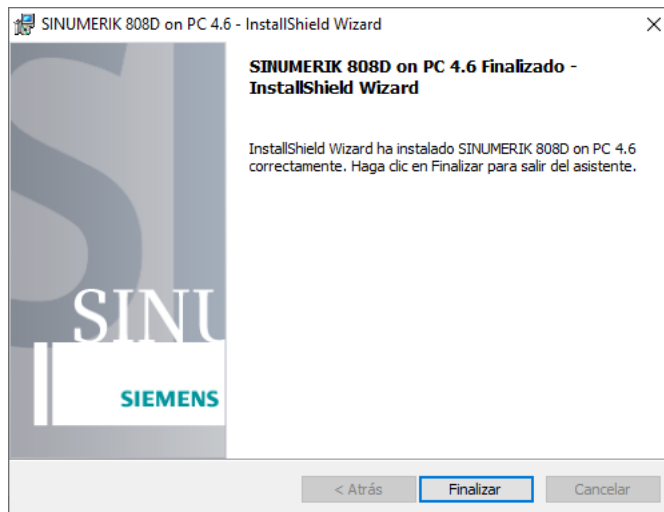 SINUMERIK 808D on PC 4.6 - InstallShield Wizard
SINUMERIK 808D on PC 4.6 Finalizado -
InstallShield Wizard
InstallShield Wizard ha instalado SINUMERIK 808D on PC 4.6
correctamente. Haga clic en Finalizar para salir del asistente.
SINU
SIEMENS
< Atrás
Finalizar
Cancelar